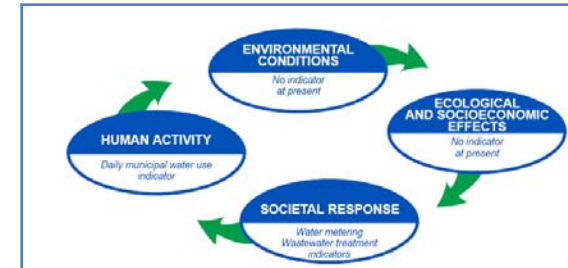 ENVIRONMENTAL
CONDITIONS
No indicator
at present
ECOLOGICAL
AND SOCIOECONOMIC
EFFECTS
No indicator
at present
HUMAN ACTIVITY
Daily municipal water use
indicator
SOCIETAL RESPONSE
Water metering
Wastewater treatment
indicators